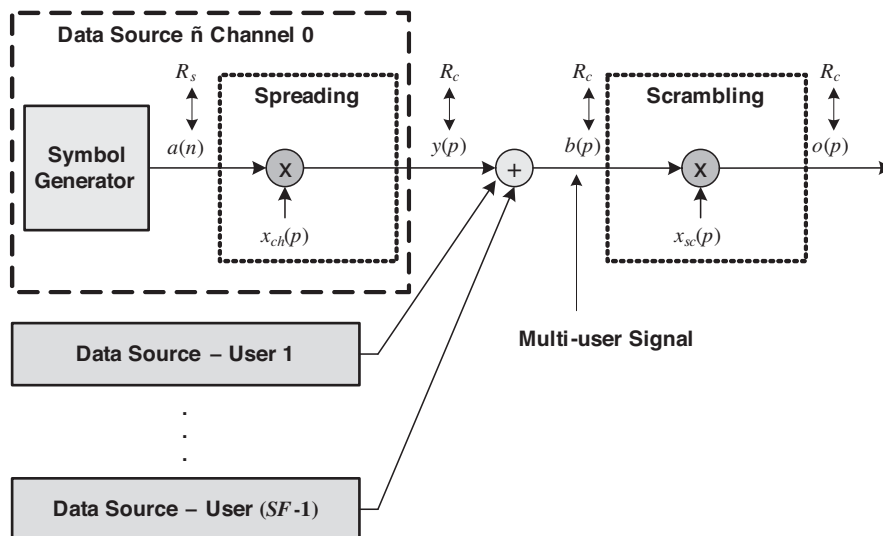 Data Source ñ Channel 0
R_s
Spreading
R_c
R_c
Scrambling
R_c
Symbol
Generator
a(n)
x
y(p)
+
b(p)
x
o(p)
x_ch(p)
x_sc(p)
Data Source – User 1
Multi-user Signal
.
.
.
Data Source – User (SF-1)